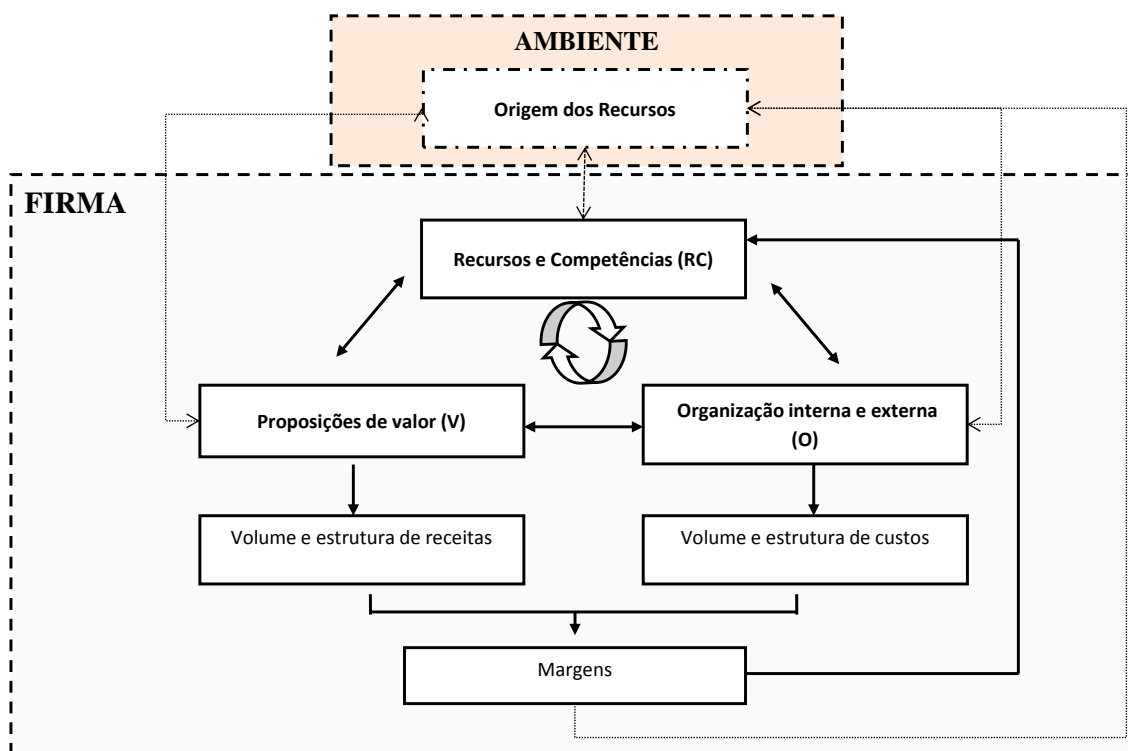 AMBIENTE
Origem dos Recursos
FIRMA
Recursos e Competências (RC)
Proposições de valor (V)
Organização interna e externa
(O)
Volume e estrutura de receitas
Volume e estrutura de custos
Margens